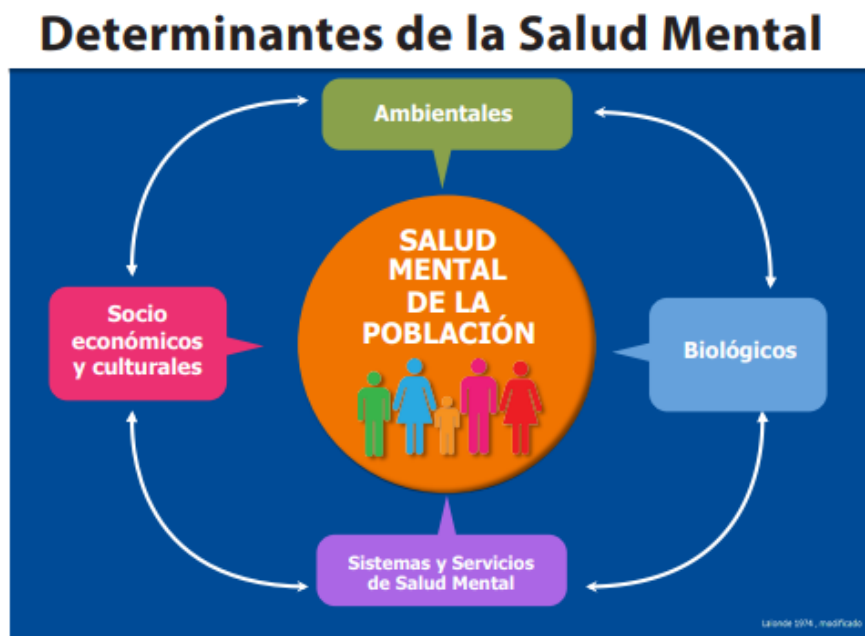 Determinantes de la Salud Mental
Ambientales
SALUD
MENTAL
DE LA
POBLACIÓN
Socio
económicos
y culturales
Biológicos
Sistemas y Servicios
de Salud Mental
Lalonde 1974 , modificado